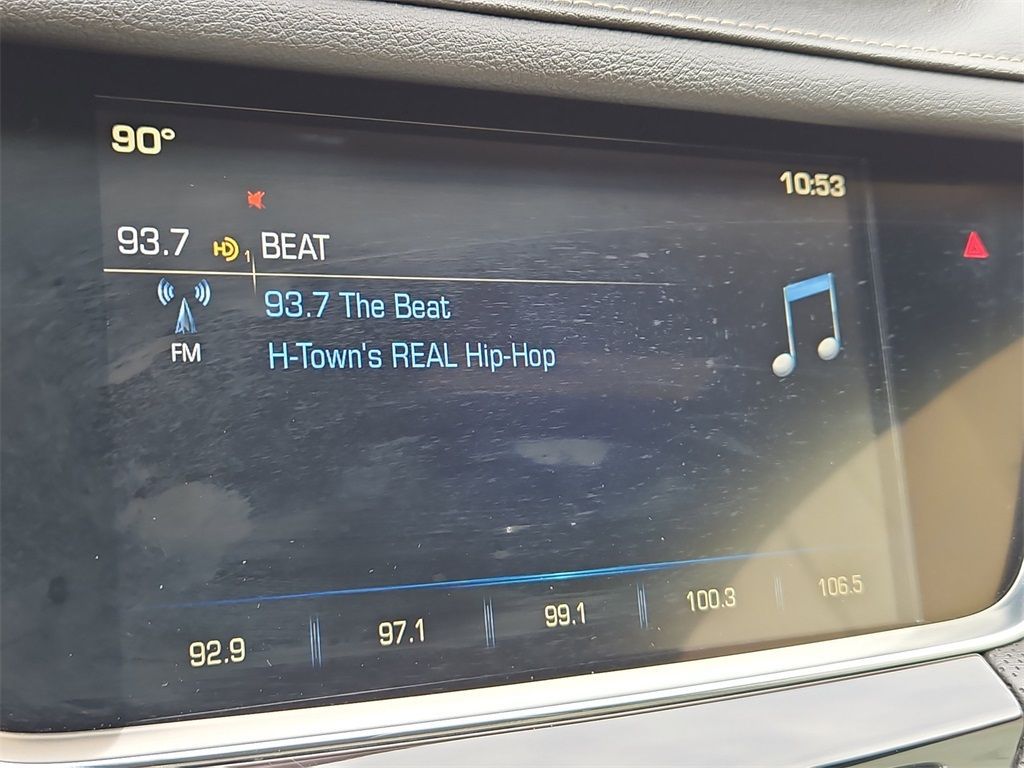 90°
10:53
93.7 HD 1 BEAT
93.7 The Beat
FM
H-Town's REAL Hip-Hop
92.9 97.1 99.1 100.3 106.5